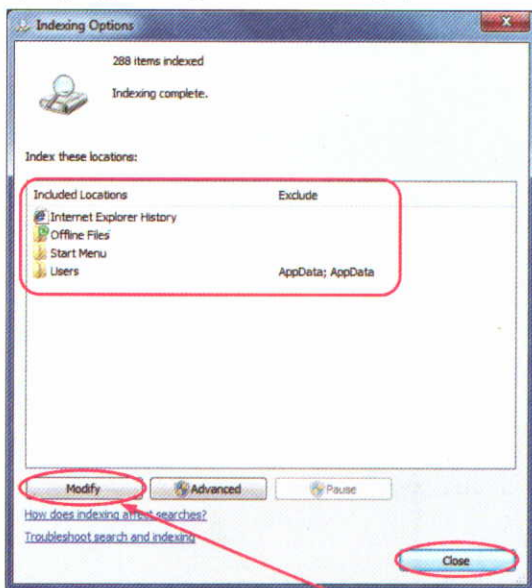 Indexing Options
X
288 items indexed
Indexing complete.
Index these locations:
Included Locations Exclude
Internet Explorer History
Offline Files
Start Menu
Users AppData; AppData
Modify Advanced Pause
How does indexing affect searches?
Troubleshoot search and indexing
Close